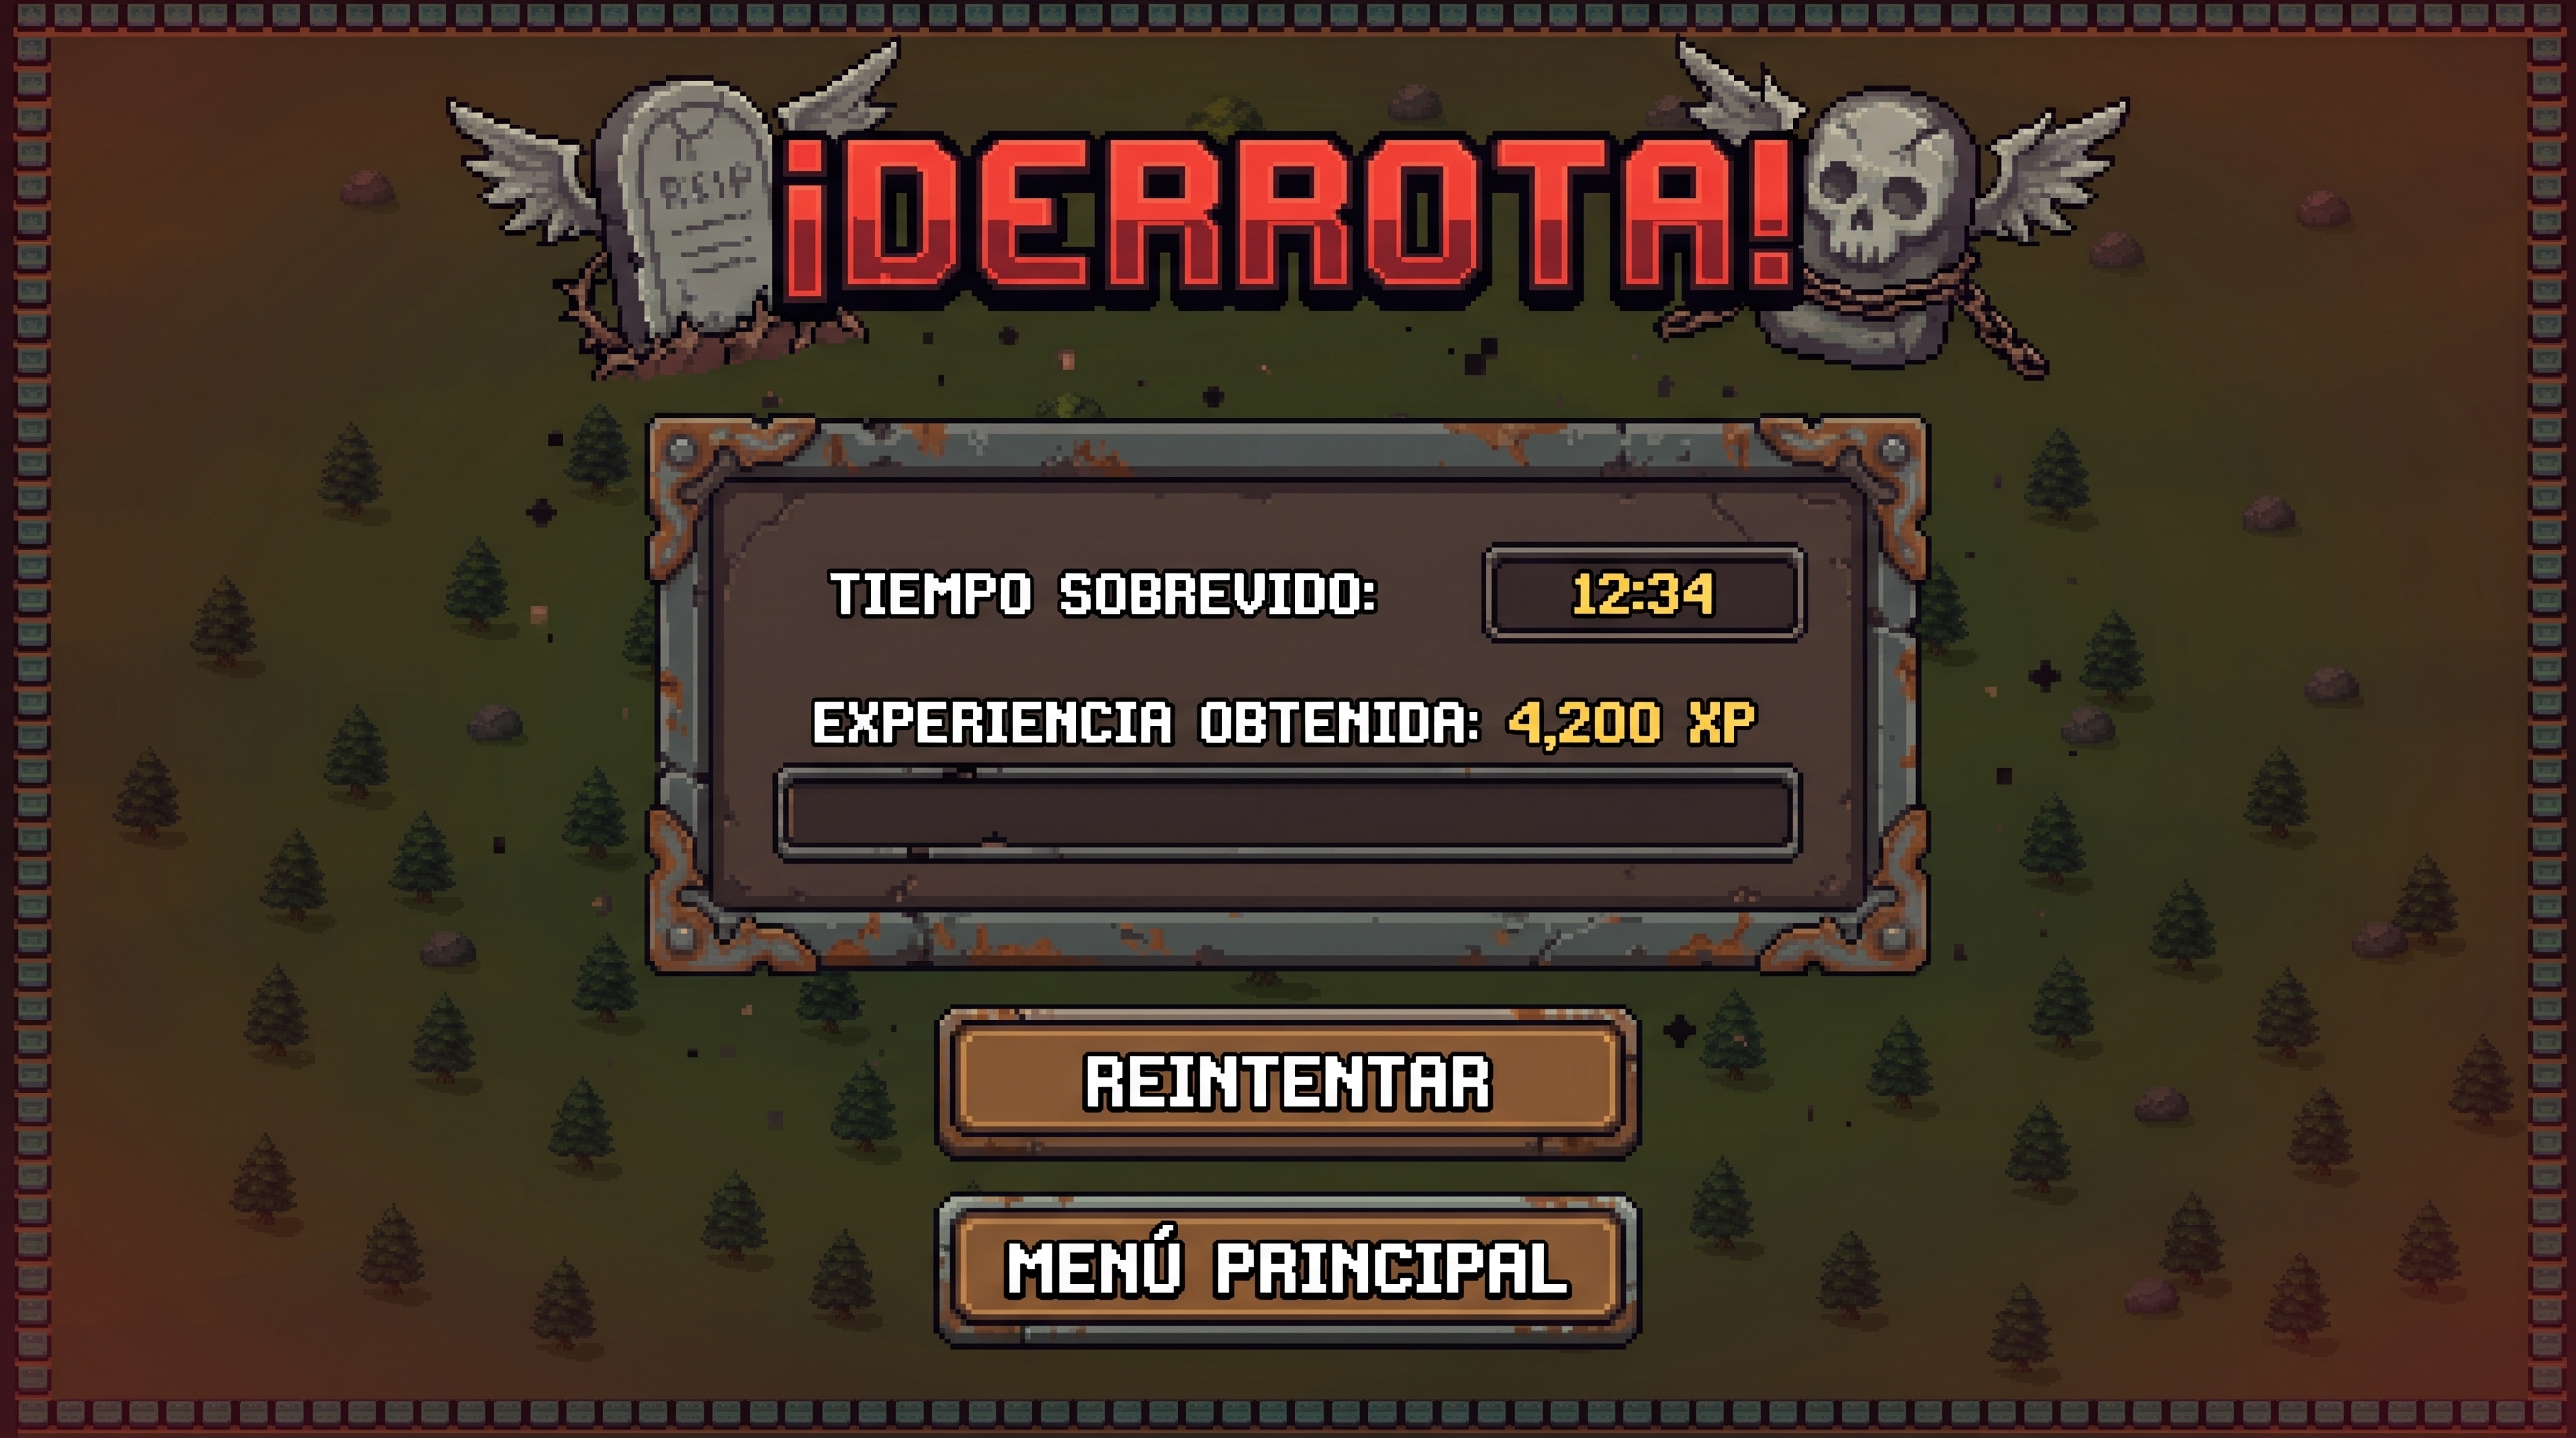 ¡DERROTA!
TIEMPO SOBREVIDO: 12:34
EXPERIENCIA OBTENIDA: 4,200 XP
REINTENTAR
MENÚ PRINCIPAL